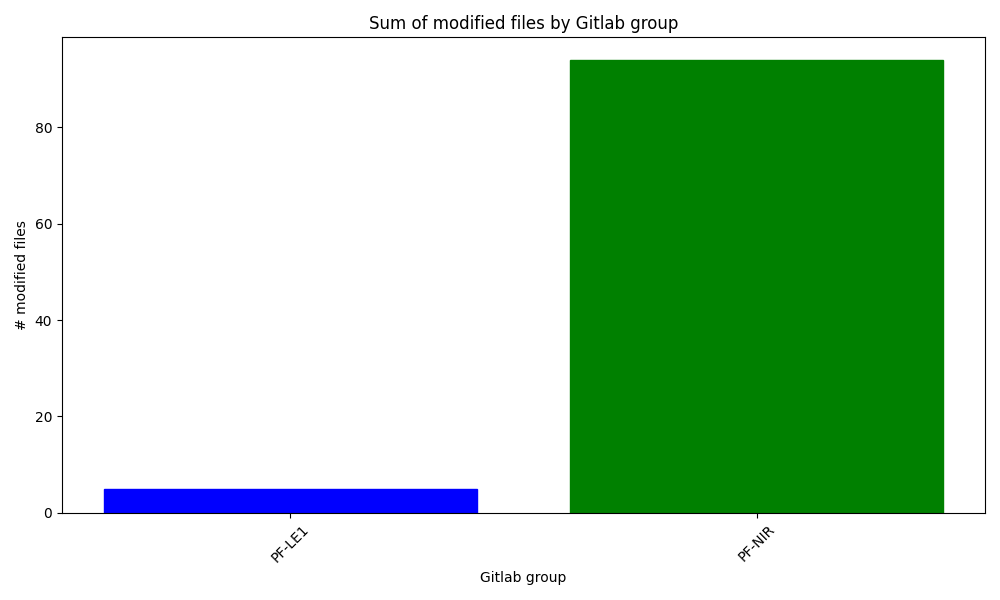 Sum of modified files by Gitlab group
# modified files
80
60
40
20
0
PF-LE1
PF-NIR
Gitlab group